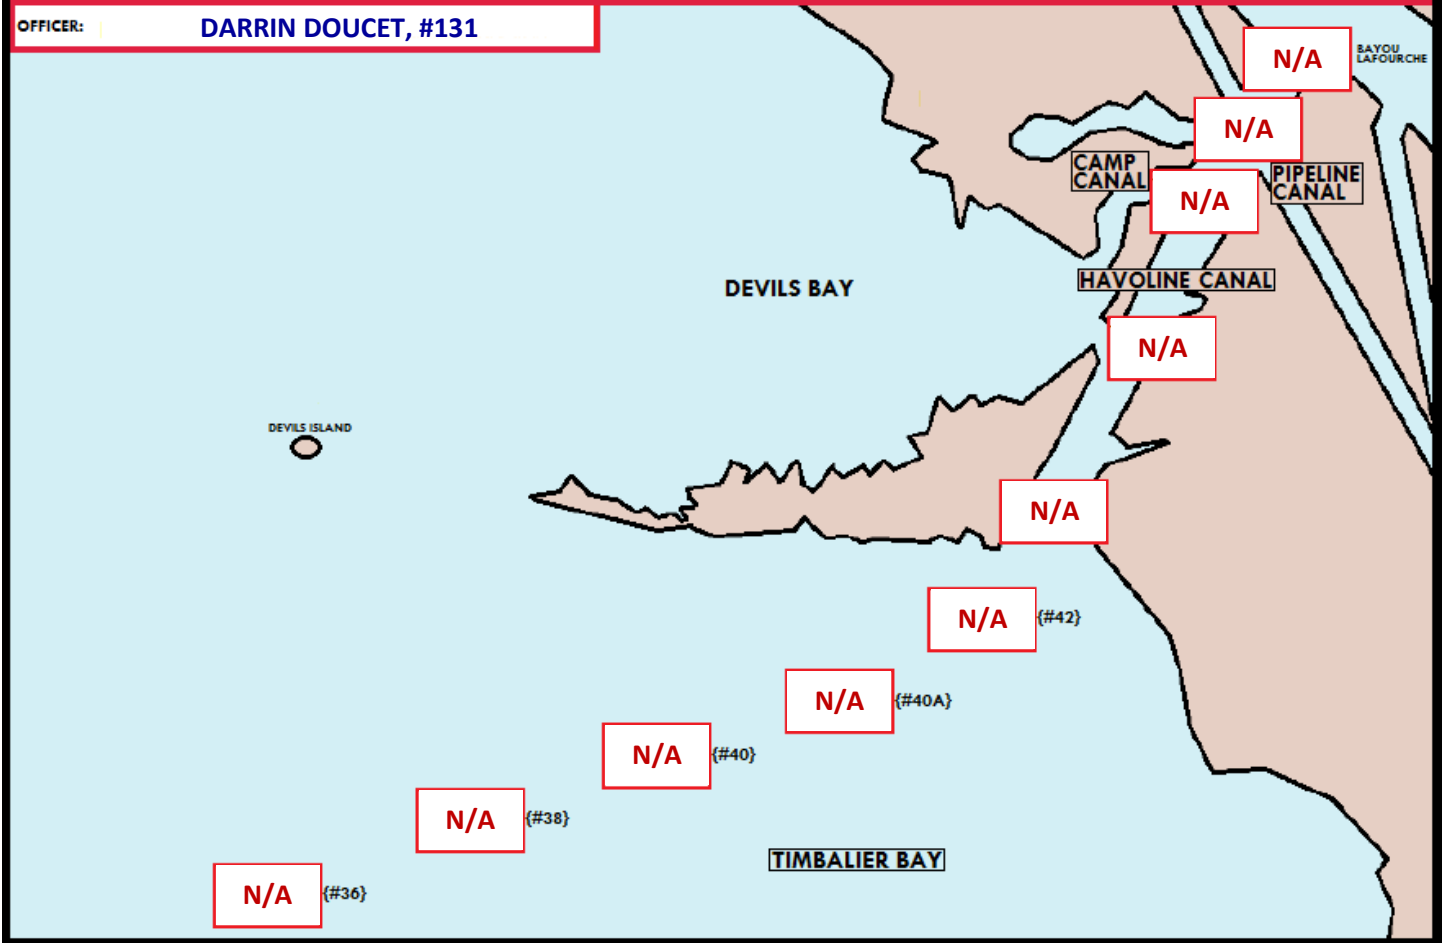 OFFICER: DARRIN DOUCET, #131
N/A
BAYOU
LAFOURCHE
N/A
CAMP
CANAL
PIPELINE
CANAL
N/A
HAVOLINE CANAL
DEVILS BAY
N/A
DEVILS ISLAND
N/A
N/A {#42}
N/A {#40A}
N/A {#40}
N/A {#38}
TIMBALIER BAY
N/A {#36}